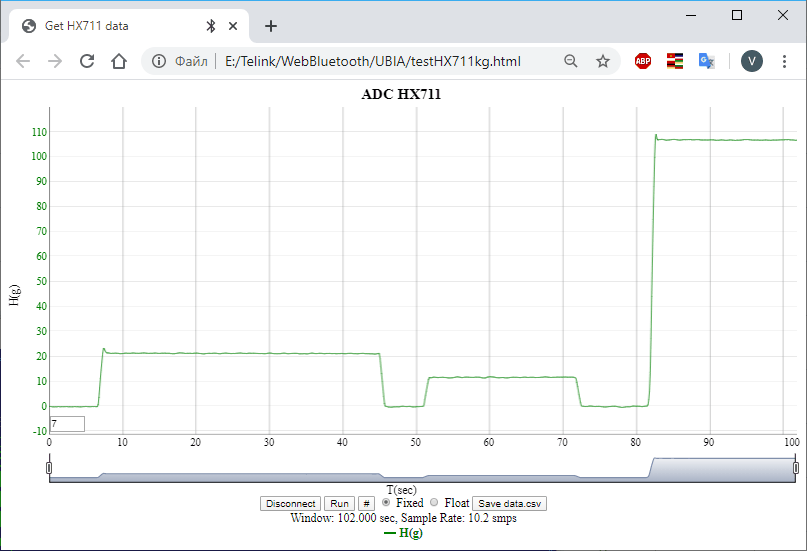 Get HX711 data
Файл E:/Telink/WebBluetooth/UBIA/testHX711kg.html
ABP
V
ADC HX711
110
100
90
80
70
60
50
40
30
20
10
0
-10
H(g)
7
0 10 20 30 40 50 60 70 80 90 100
T(sec)
Disconnect Run # Fixed Float Save data.csv
Window: 102.000 sec, Sample Rate: 10.2 smps
H(g)